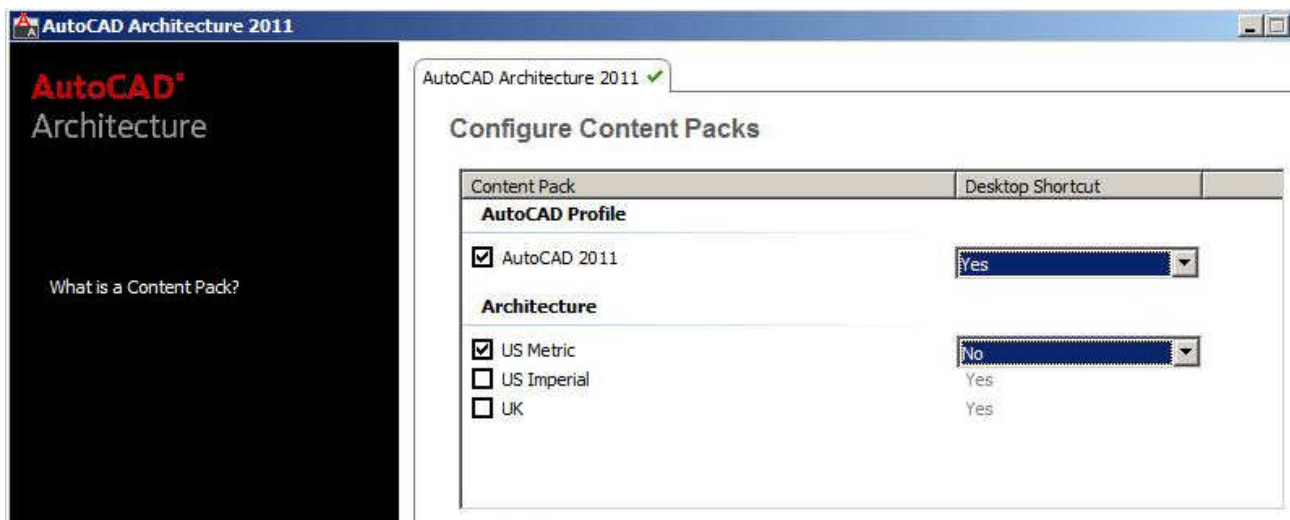 AutoCAD Architecture 2011
AutoCAD
Architecture
What is a Content Pack?
AutoCAD Architecture 2011
Configure Content Packs
Content Pack Desktop Shortcut
AutoCAD Profile
AutoCAD 2011 Yes
Architecture
US Metric No
US Imperial Yes
UK Yes